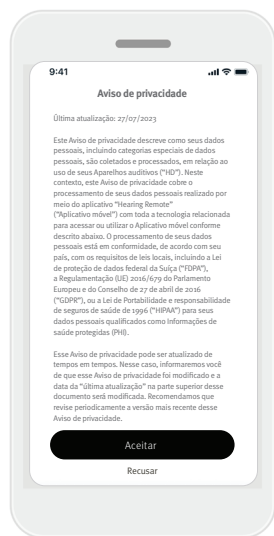 9:41
Aviso de privacidade
Última atualização: 27/07/2023
Este Aviso de privacidade descreve como seus dados
pessoais, incluindo categorias especiais de dados
pessoais, são coletados e processados, em relação ao
uso de seus Aparelhos auditivos (“HD”). Neste
contexto, este Aviso de privacidade cobre o
processamento de seus dados pessoais realizado por
meio do aplicativo “Hearing Remote”
(“Aplicativo móvel”) com toda a tecnologia relacionada
para acessar ou utilizar o Aplicativo móvel conforme
descrito abaixo. O processamento de seus dados
pessoais está em conformidade, de acordo com seu
país, com os requisitos de leis locais, incluindo a Lei
de proteção de dados federal da Suíça (“FDPA”),
a Regulamentação (UE) 2016/679 do Parlamento
Europeu e do Conselho de 27 de abril de 2016
(“GDPR”), ou a Lei de Portabilidade e responsabilidade
de seguros de saúde de 1996 (“HIPAA”) para seus
dados pessoais qualificados como Informações de
saúde protegidas (PHI).
Esse Aviso de privacidade pode ser atualizado de
tempos em tempos. Nesse caso, informaremos você
de que esse Aviso de privacidade foi modificado e a
data da “última atualização” na parte superior desse
documento será modificada. Recomendamos que
revise periodicamente a versão mais recente desse
Aviso de privacidade.
Aceitar
Recusar